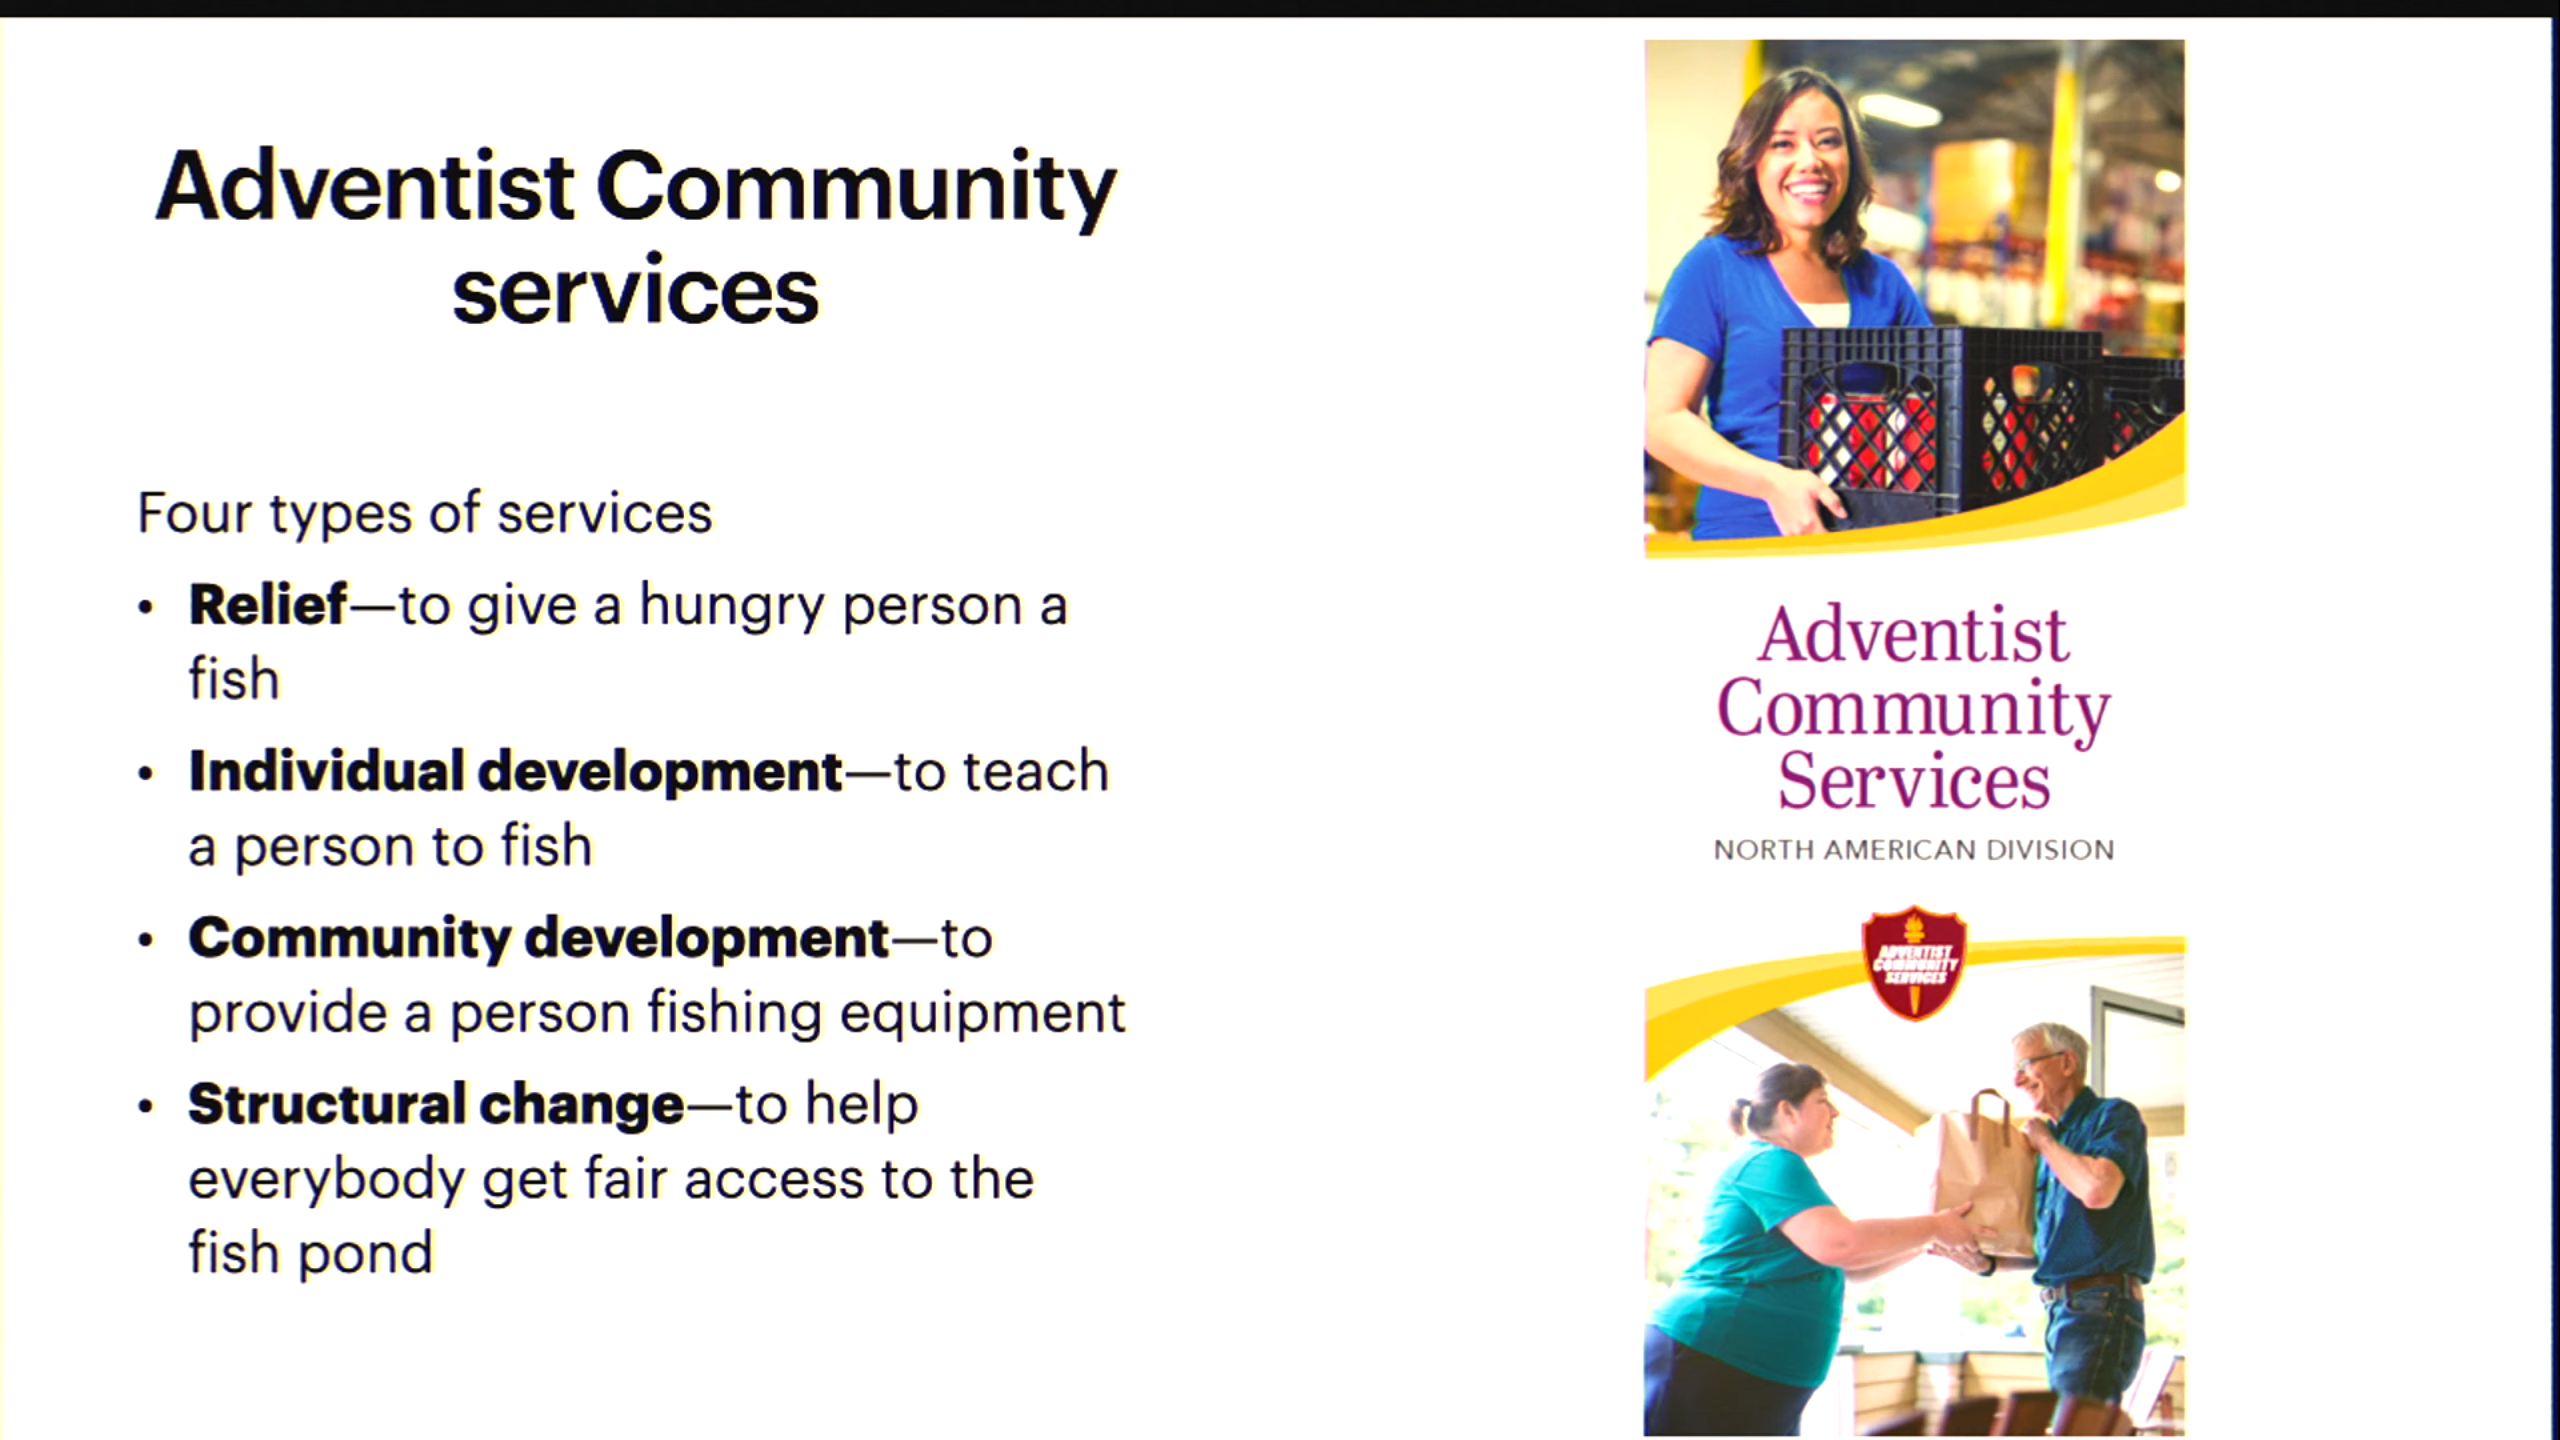 Adventist Community
services
Four types of services
• Relief—to give a hungry person a
fish
• Individual development—to teach
a person to fish
• Community development—to
provide a person fishing equipment
• Structural change—to help
everybody get fair access to the
fish pond
Adventist
Community
Services
NORTH AMERICAN DIVISION
ADVENTIST
COMMUNITY
SERVICES